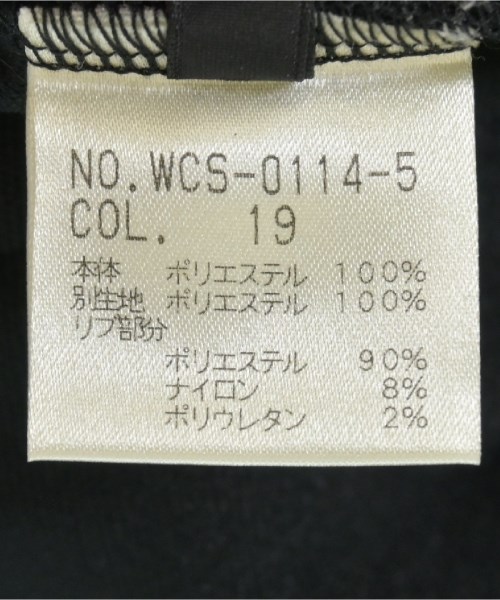 NO.WCS-0114-5
COL. 19
本体 ポリエステル 100%
別生地 ポリエステル 100%
リブ部分
ポリエステル 90%
ナイロン 8%
ポリウレタン 2%